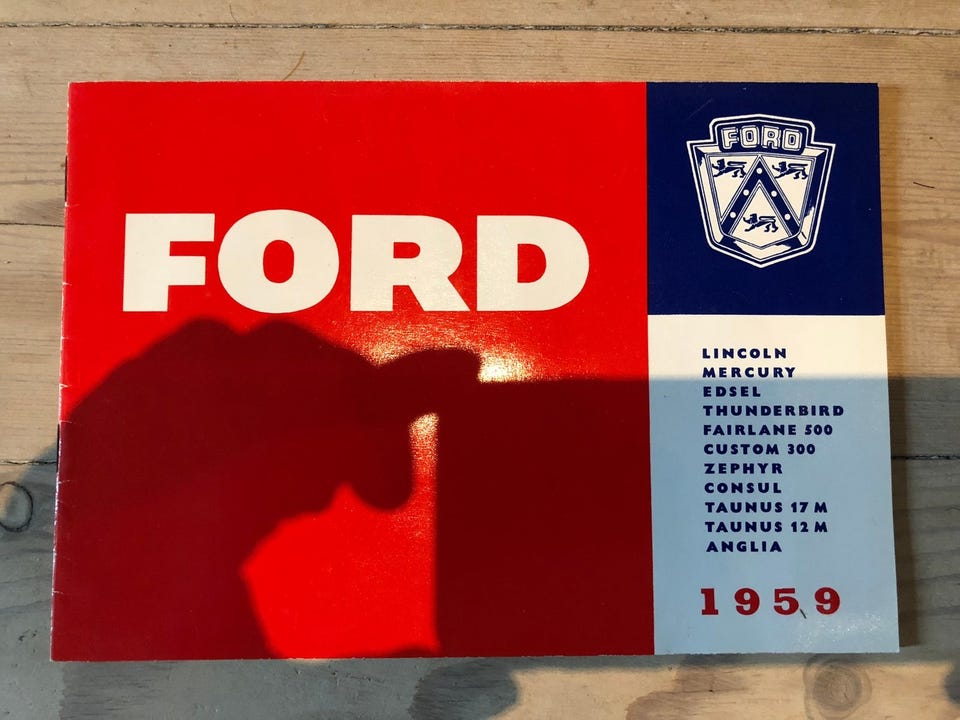 FORD
FORD
LINCOLN
MERCURY
EDSEL
THUNDERBIRD
FAIRLANE 500
CUSTOM 300
ZEPHYR
CONSUL
TAUNUS 17 M
TAUNUS 12 M
ANGLIA
1959